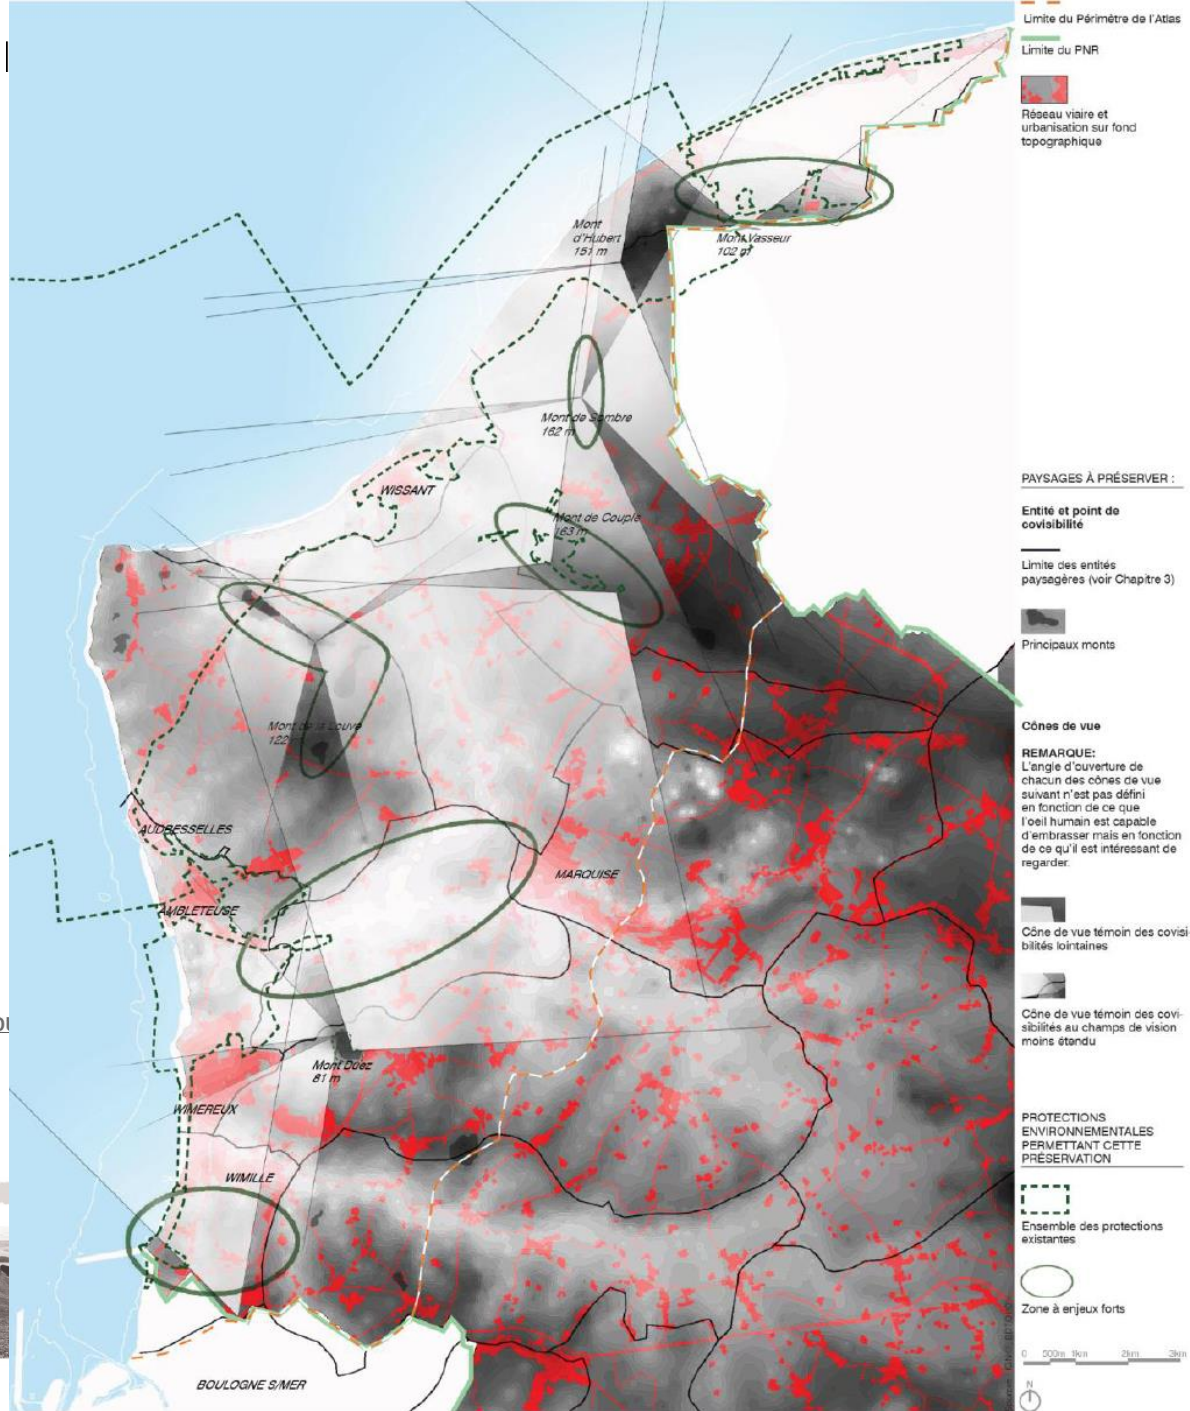 Limite du Périmètre de l'Atlas
Limite du PNR
Réseau viaire et
urbanisation sur fond
topographique
Mont
d'Hubert
151 m
Mont Vasseur
102 m
Mont de Sombre
162 m
WISSANT
Mont de Couple
163 m
Mont de la Louve
122 m
AUDRESSELLES
AMBLETEUSE
MARQUISE
Mont Duez
81 m
WIMEREUX
WIMILLE
BOULOGNE S/MER
PAYSAGES À PRÉSERVER :
Entité et point de
covisibilité
Limite des entités
paysagères (voir Chapitre 3)
Principaux monts
Cônes de vue
REMARQUE:
L'angle d'ouverture de
chacun des cônes de vue
suivant n'est pas défini
en fonction de ce que
l'oeil humain est capable
d'embrasser mais en fonction
de ce qu'il est intéressant de
regarder.
Cône de vue témoin des covisi-
bilités lointaines
Cône de vue témoin des covi-
sibilités au champs de vision
moins étendu
PROTECTIONS
ENVIRONNEMENTALES
PERMETTANT CETTE
PRÉSERVATION
Ensemble des protections
existantes
Zone à enjeux forts
0 500m 1km 2km 3km
N